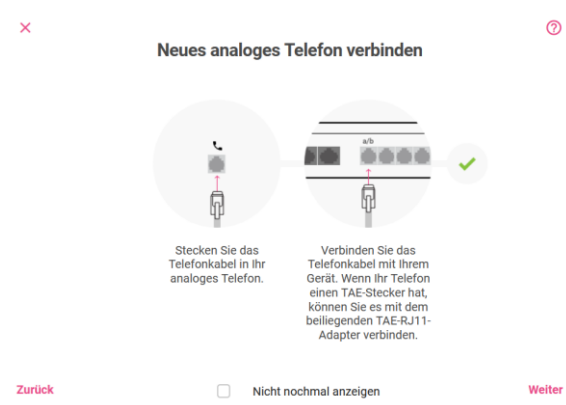 Neues analoges Telefon verbinden
a/b
Stecken Sie das
Telefonkabel in Ihr
analoges Telefon.
Verbinden Sie das
Telefonkabel mit Ihrem
Gerät. Wenn Ihr Telefon
einen TAE-Stecker hat,
können Sie es mit dem
beiliegenden TAE-RJ11-
Adapter verbinden.
Zurück
Nicht nochmal anzeigen
Weiter